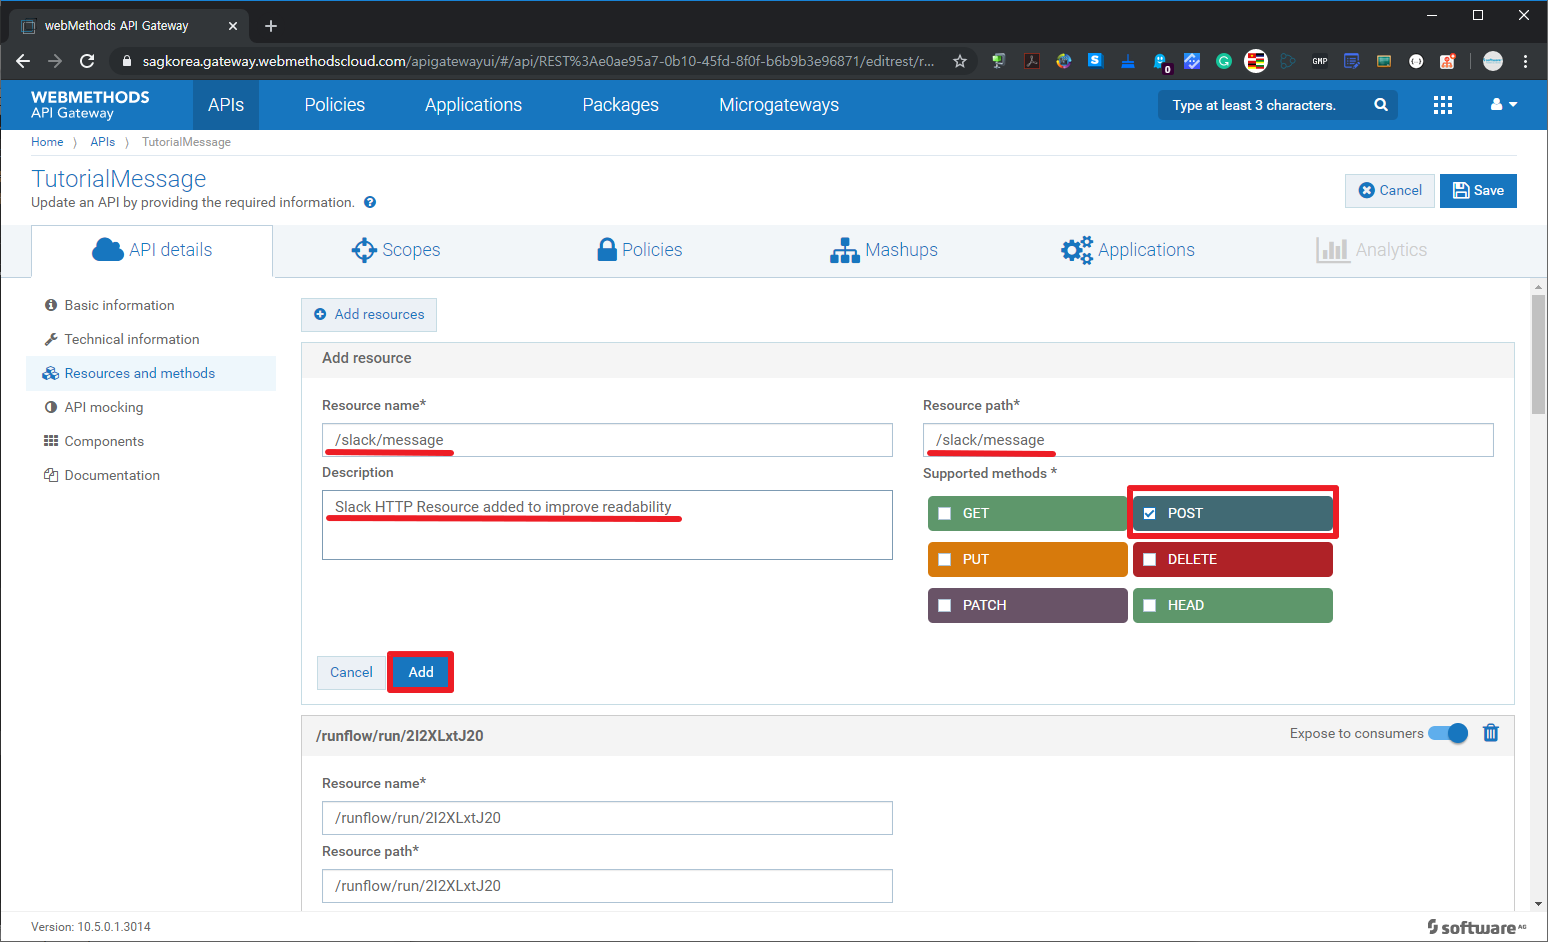 webMethods API Gateway
sagkorea.gateway.webmethodscloud.com/apigatewayui/#/api/REST%3Ae0ae95a7-0b10-45fd-8f0f-b6b9b3e96871/editrest/r...
0
GMP
WEBMETHODS
API Gateway
APIs
Policies
Applications
Packages
Microgateways
Type at least 3 characters.
Home
APIs
TutorialMessage
TutorialMessage
Update an API by providing the required information.
Cancel
Save
API details
Scopes
Policies
Mashups
Applications
Analytics
Basic information
Technical information
Resources and methods
API mocking
Components
Documentation
Add resources
Add resource
Resource name*
Resource path*
/slack/message
/slack/message
Description
Supported methods *
Slack HTTP Resource added to improve readability
GET
POST
PUT
DELETE
PATCH
HEAD
Cancel
Add
/runflow/run/2I2XLxtJ20
Expose to consumers
Resource name*
/runflow/run/2I2XLxtJ20
Resource path*
/runflow/run/2I2XLxtJ20
Version: 10.5.0.1.3014
software AG